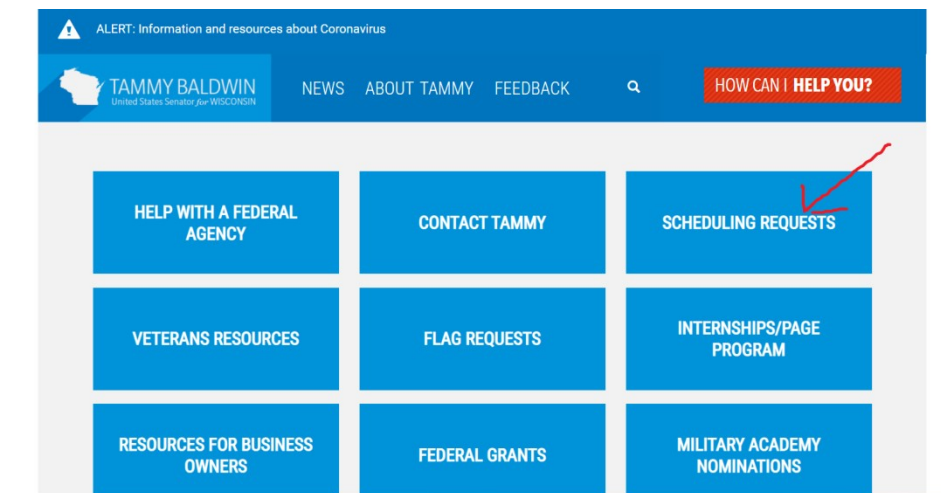 ALERT: Information and resources about Coronavirus
TAMMY BALDWIN
United States Senator for WISCONSIN
NEWS ABOUT TAMMY FEEDBACK
HOW CAN I HELP YOU?
HELP WITH A FEDERAL
AGENCY
CONTACT TAMMY
SCHEDULING REQUESTS
VETERANS RESOURCES
FLAG REQUESTS
INTERNSHIPS/PAGE
PROGRAM
RESOURCES FOR BUSINESS
OWNERS
FEDERAL GRANTS
MILITARY ACADEMY
NOMINATIONS